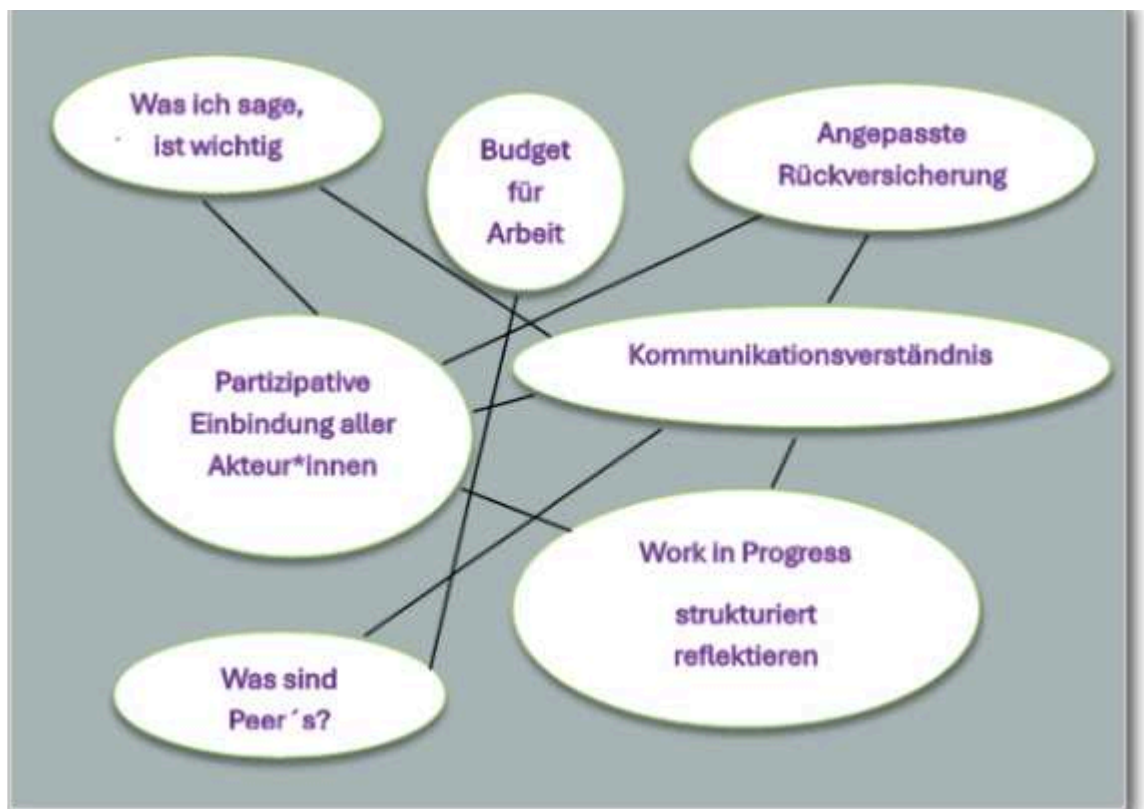 Was ich sage,
ist wichtig
Budget
für
Arbeit
Angepasste
Rückversicherung
Kommunikationsverständnis
Partizipative
Einbindung aller
Akteur*innen
Work in Progress
strukturiert
reflektieren
Was sind
Peer´s?